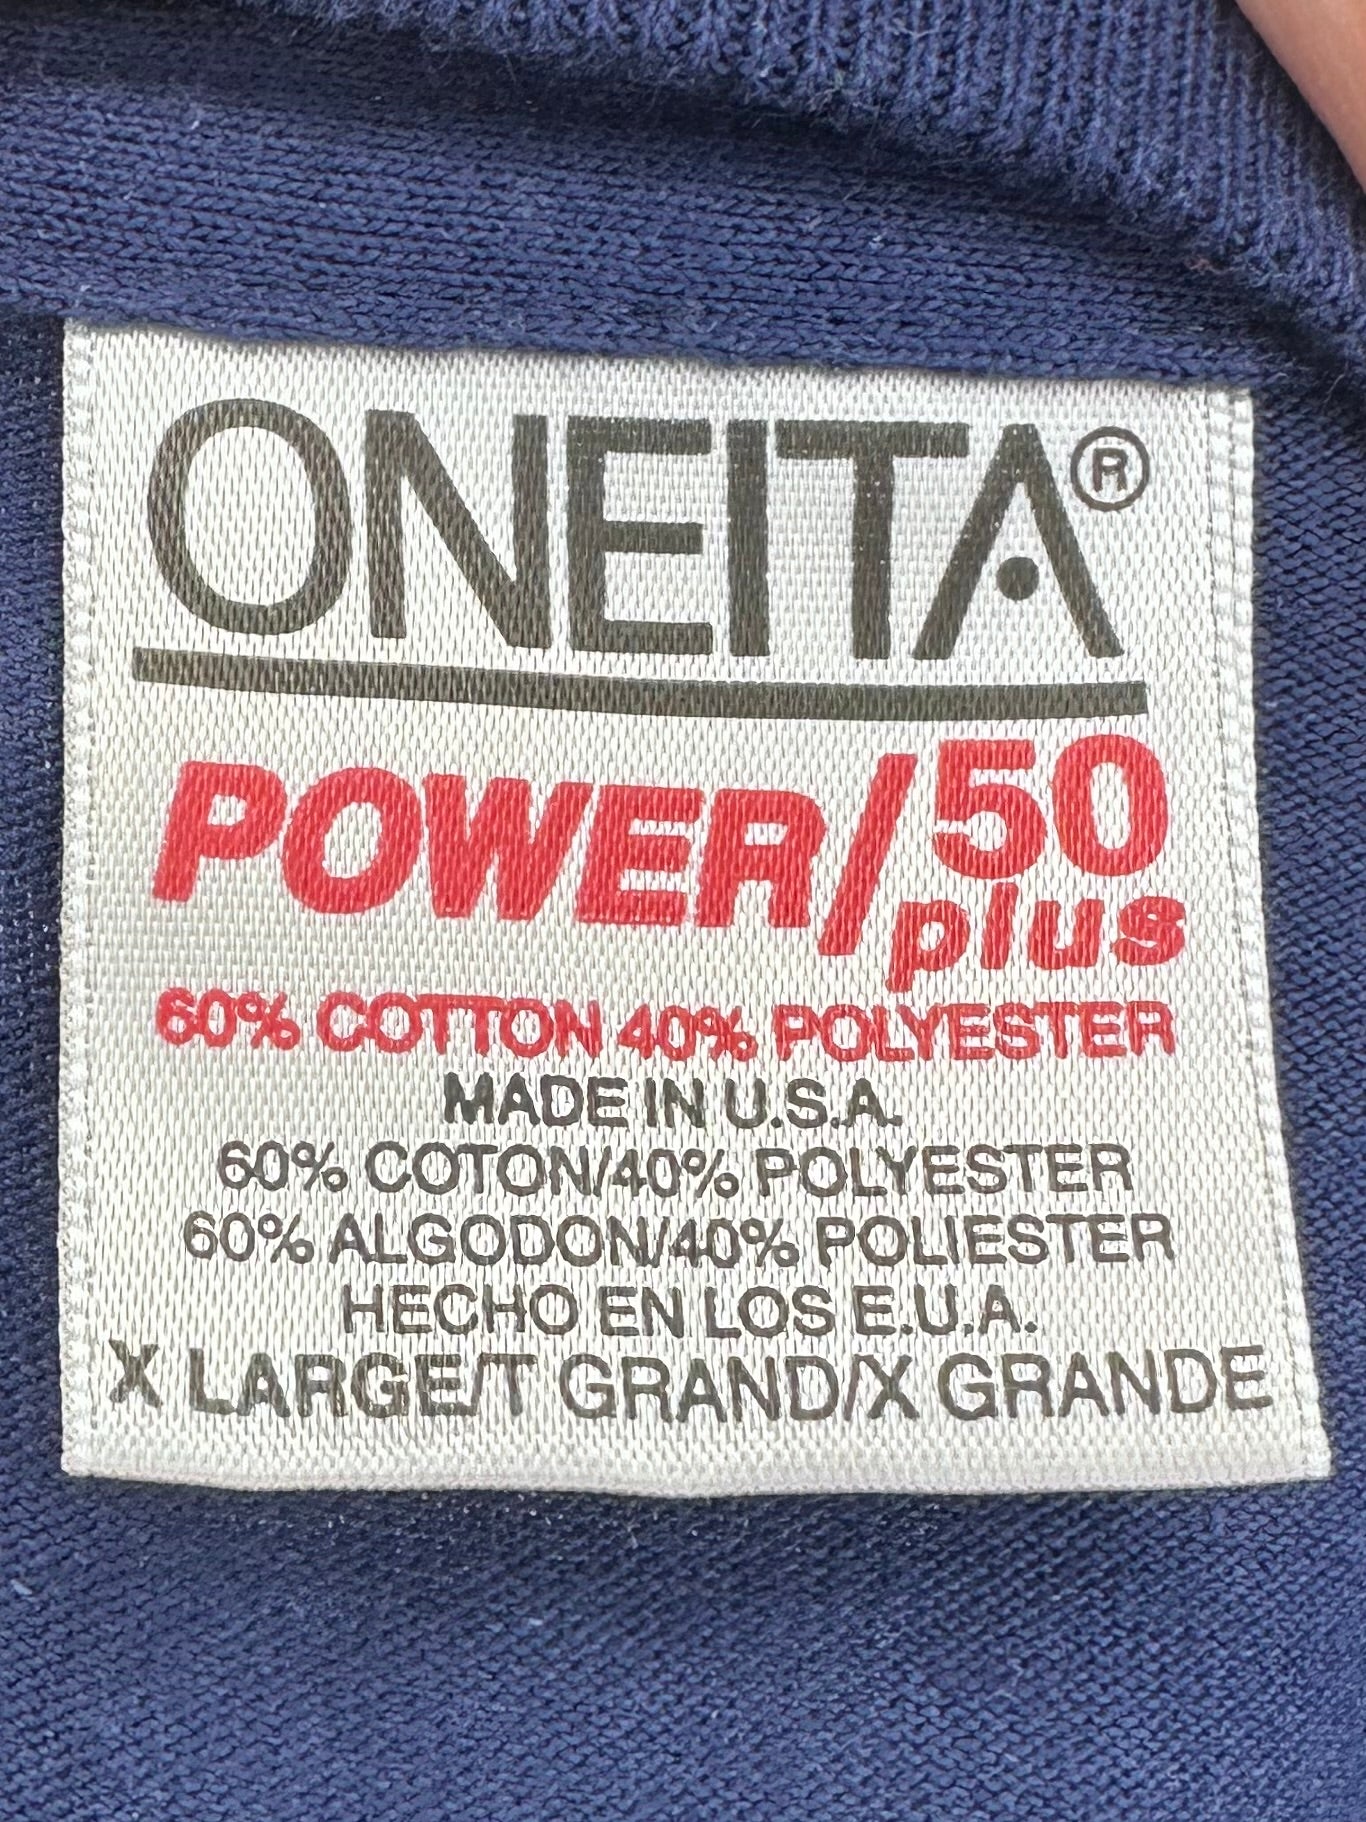 ONEITA®
POWER/50
plus
60% COTTON 40% POLYESTER
MADE IN U.S.A.
60% COTON/40% POLYESTER
60% ALGODON/40% POLIESTER
HECHO EN LOS E.U.A.
X LARGE/T GRAND/X GRANDE